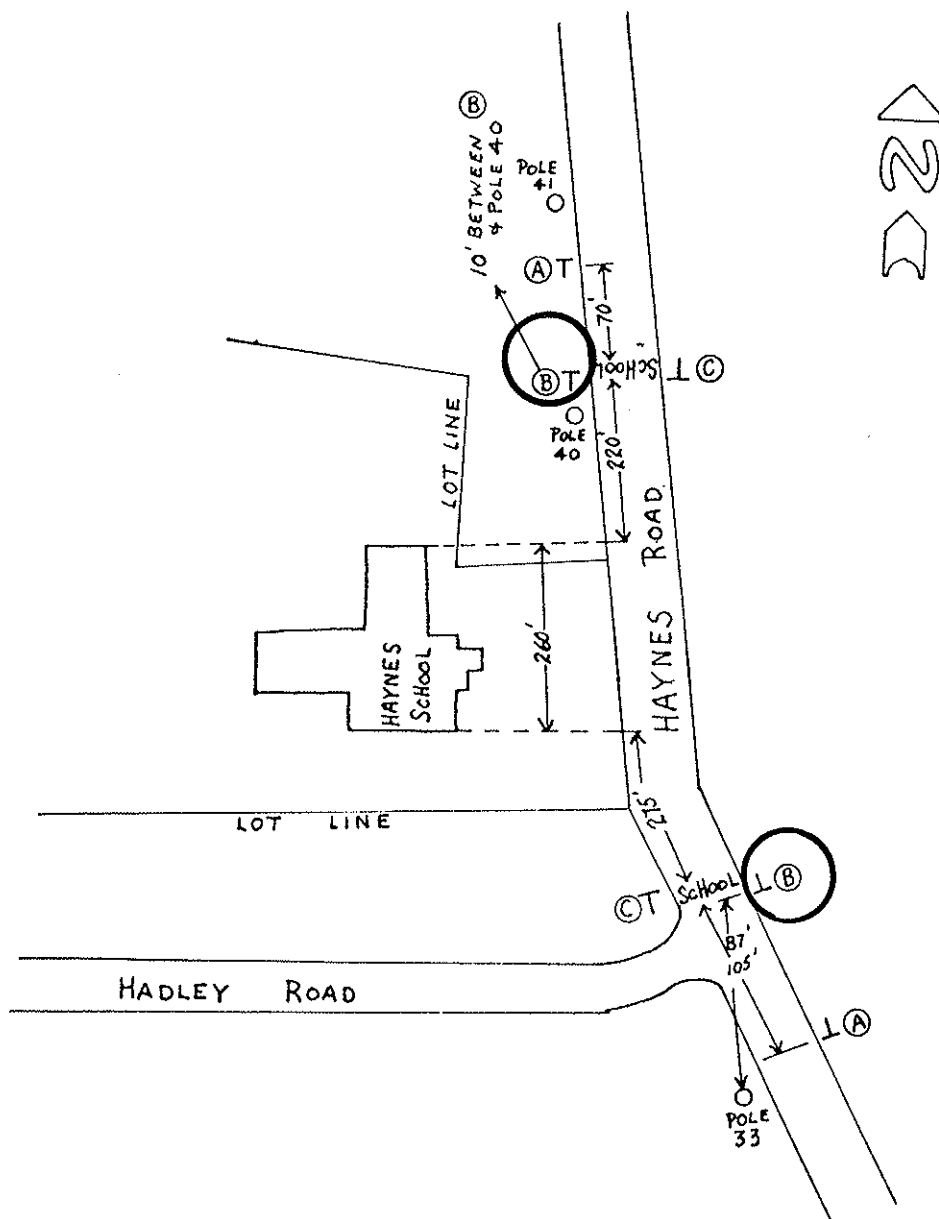 Ⓑ
10' BETWEEN
& POLE 40
POLE
41
Ⓐ
70'
Ⓑ
SCHOOL
Ⓒ
POLE
40
220'
LOT LINE
HAYNES ROAD
HAYNES
SCHOOL
260'
275'
LOT LINE
Ⓒ
SCHOOL
Ⓑ
87'
105'
HADLEY ROAD
Ⓐ
POLE
33
N